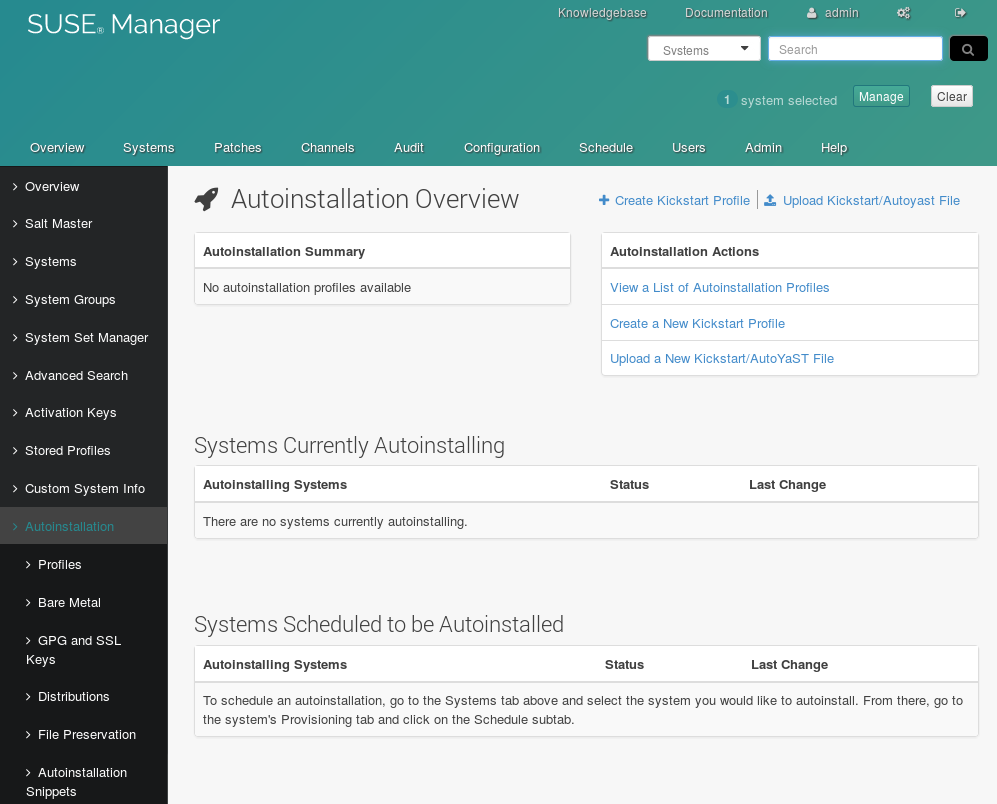 SUSE® Manager
Knowledgebase Documentation admin
Systems Search
1 system selected Manage Clear
Overview Systems Patches Channels Audit Configuration Schedule Users Admin Help
Overview
Salt Master
Systems
System Groups
System Set Manager
Advanced Search
Activation Keys
Stored Profiles
Custom System Info
Autoinstallation
Profiles
Bare Metal
GPG and SSL
Keys
Distributions
File Preservation
Autoinstallation
Snippets
Autoinstallation Overview
Create Kickstart Profile Upload Kickstart/Autoyast File
Autoinstallation Summary
No autoinstallation profiles available
Autoinstallation Actions
View a List of Autoinstallation Profiles
Create a New Kickstart Profile
Upload a New Kickstart/AutoYaST File
Systems Currently Autoinstalling
Autoinstalling Systems Status Last Change
There are no systems currently autoinstalling.
Systems Scheduled to be Autoinstalled
Autoinstalling Systems Status Last Change
To schedule an autoinstallation, go to the Systems tab above and select the system you would like to autoinstall. From there, go to
the system's Provisioning tab and click on the Schedule subtab.